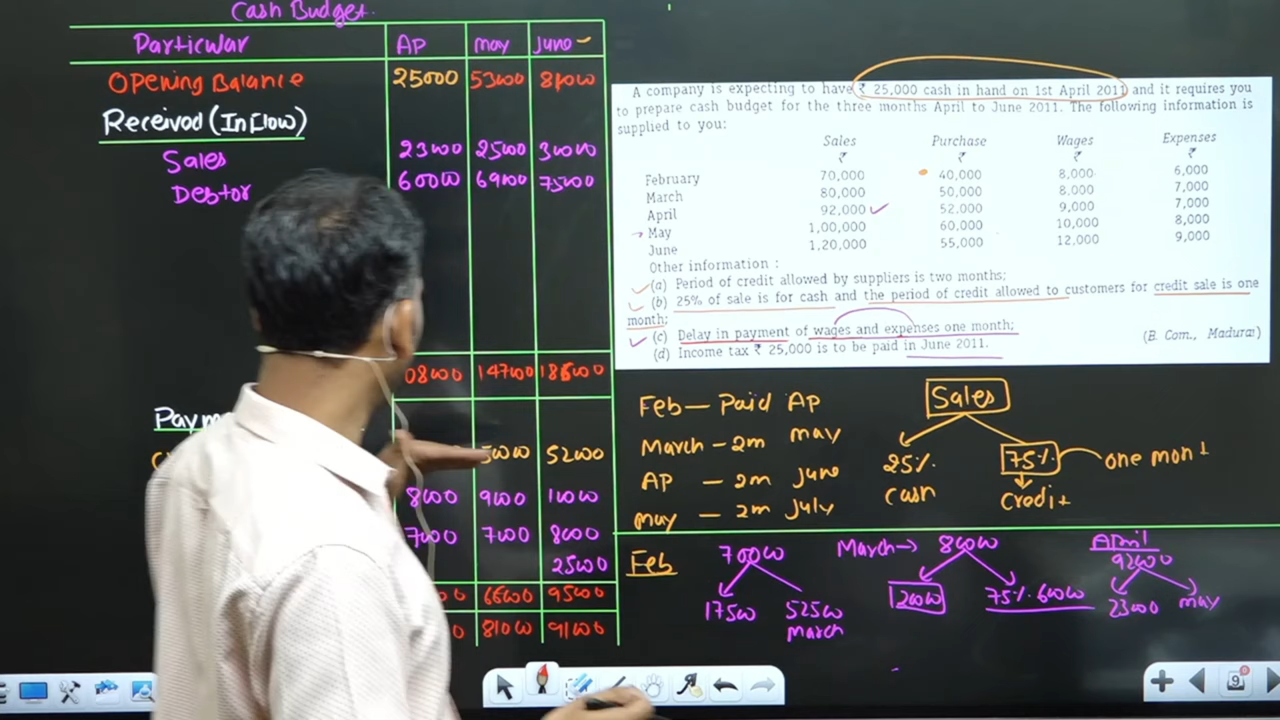 Cash Budget.
Particular AP may June
Opening Balance 25000 53000 81000
Received (InFlow)
Sales 23000 25000 30000
Debtor 60000 69000 75000
08000 147000 186000
Paym
5000 52000
8000 9000 10000
7000 7000 8000
25000
66000 95000
81000 91000
A company is expecting to have ₹ 25,000 cash in hand on 1st April 2011 and it requires you
to prepare cash budget for the three months April to June 2011. The following information is
supplied to you:
Sales Purchase Wages Expenses
₹ ₹ ₹ ₹
February 70,000 40,000 8,000 6,000
March 80,000 50,000 8,000 7,000
April 92,000 52.000 9,000 7,000
May 1,00,000 60,000 10,000 8,000
June 1,20,000 55,000 12,000 9,000
Other information :
(a) Period of credit allowed by suppliers is two months;
(b) 25% of sale is for cash and the period of credit allowed to customers for credit sale is one
month;
(c) Delay in payment of wages and expenses one month;
(d) Income tax ₹ 25,000 is to be paid in June 2011. (B. Com., Madurai)
Feb — Paid AP
March — 2m may
AP — 2m June
may — 2m July
Sales
25% 75% one mont
cash credit
Feb 70000
17500 52500
March
March→ 80000
20000 75% 60000
April
92000
23000 may
9